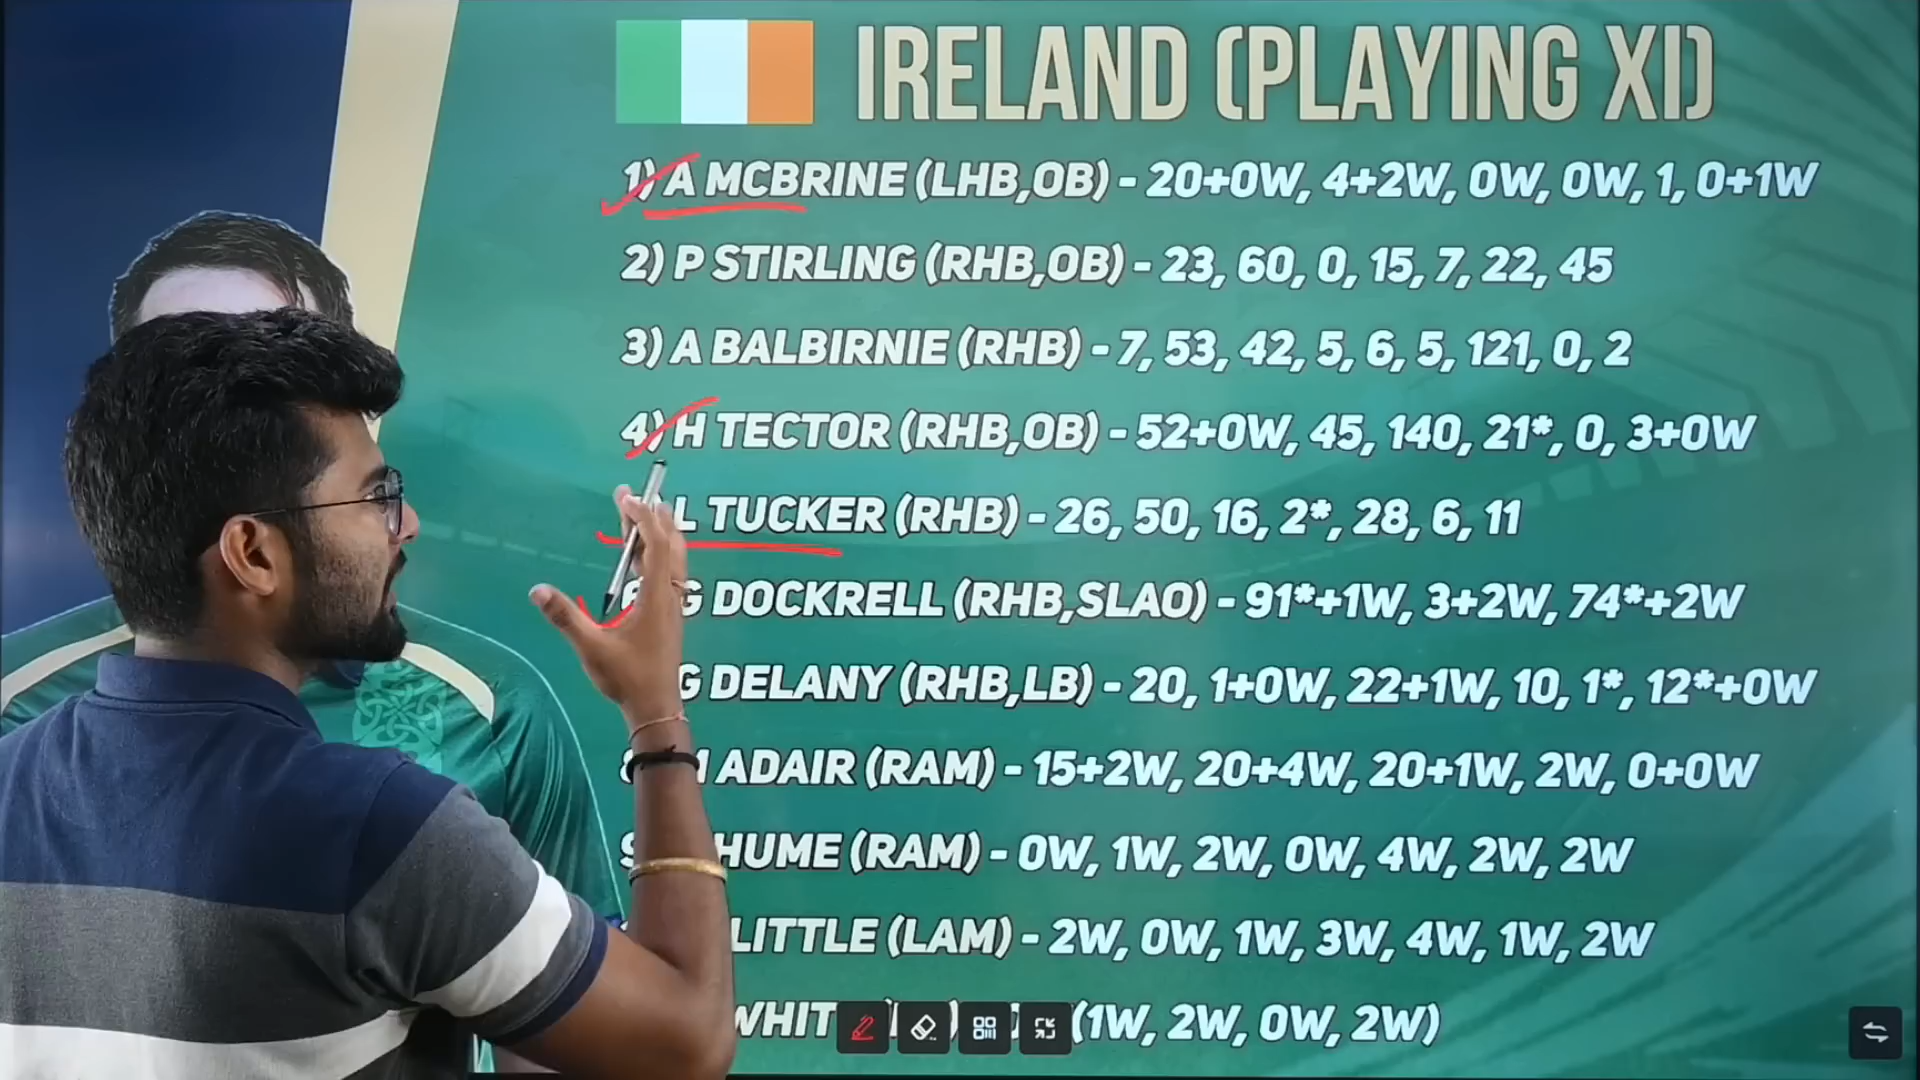 IRELAND (PLAYING XI)
1) A MCBRINE (LHB,OB) - 20+0W, 4+2W, 0W, 0W, 1, 0+1W
2) P STIRLING (RHB,OB) - 23, 60, 0, 15, 7, 22, 45
3) A BALBIRNIE (RHB) - 7, 53, 42, 5, 6, 5, 121, 0, 2
4) H TECTOR (RHB,OB) - 52+0W, 45, 140, 21*, 0, 3+0W
L TUCKER (RHB) - 26, 50, 16, 2*, 28, 6, 11
G DOCKRELL (RHB,SLAO) - 91*+1W, 3+2W, 74*+2W
G DELANY (RHB,LB) - 20, 1+0W, 22+1W, 10, 1*, 12*+0W
ADAIR (RAM) - 15+2W, 20+4W, 20+1W, 2W, 0+0W
HUME (RAM) - 0W, 1W, 2W, 0W, 4W, 2W, 2W
LITTLE (LAM) - 2W, 0W, 1W, 3W, 4W, 1W, 2W
(1W, 2W, 0W, 2W)